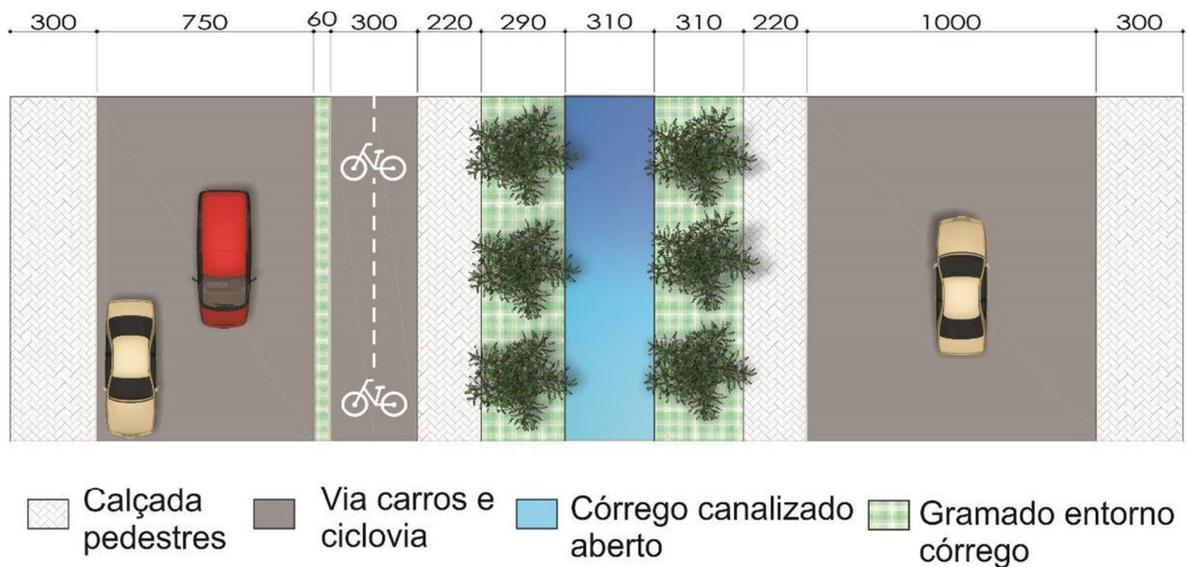 300 750 60 300 220 290 310 310 220 1000 300
Calçada
pedestres
Via carros e
ciclovia
Córrego canalizado
aberto
Gramado entorno
córrego